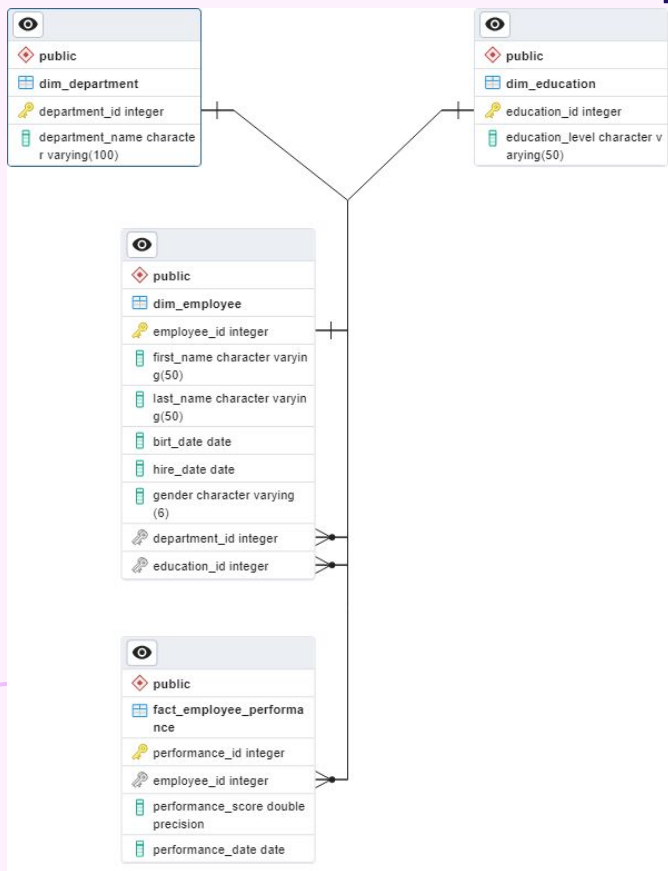 public
dim_department
department_id integer
department_name characte
r varying(100)
public
dim_education
education_id integer
education_level character v
arying(50)
public
dim_employee
employee_id integer
first_name character varyin
g(50)
last_name character varyin
g(50)
birt_date date
hire_date date
gender character varying
(6)
department_id integer
education_id integer
public
fact_employee_performa
nce
performance_id integer
employee_id integer
performance_score double
precision
performance_date date